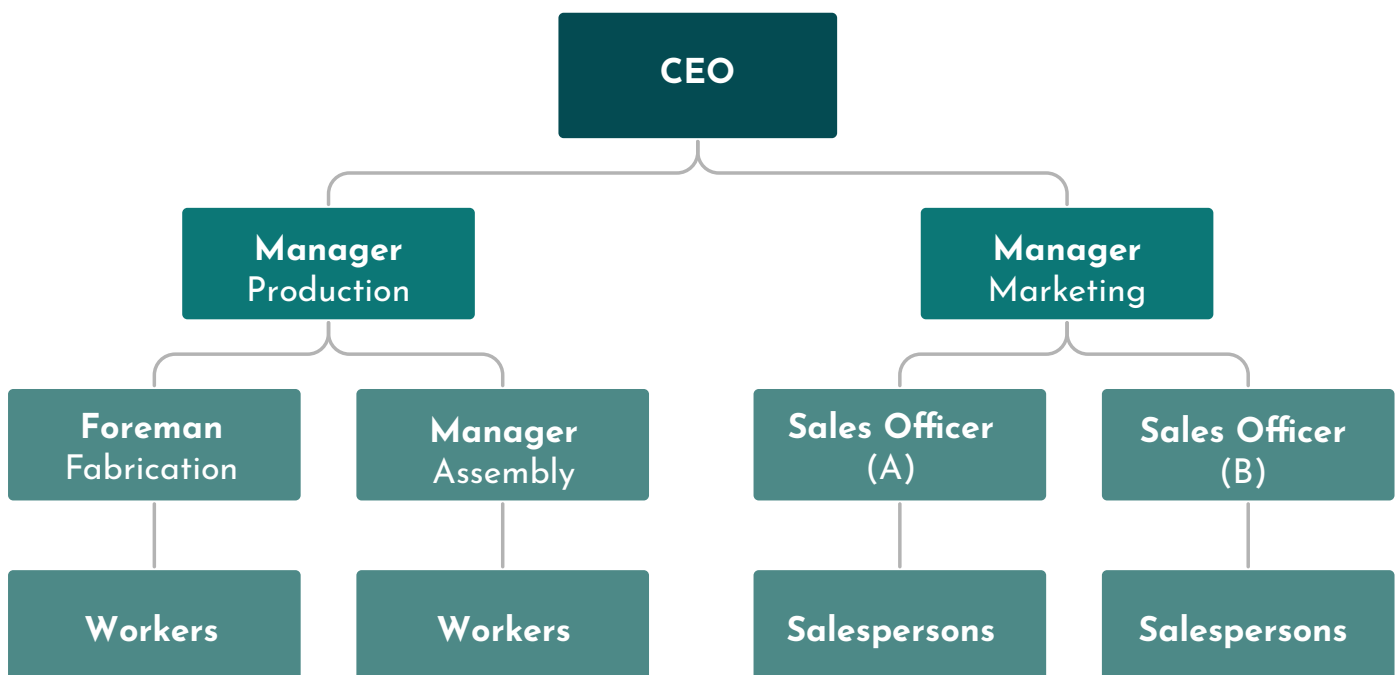 CEO
Manager
Production
Manager
Marketing
Foreman
Fabrication
Manager
Assembly
Sales Officer
(A)
Sales Officer
(B)
Workers
Workers
Salespersons
Salespersons